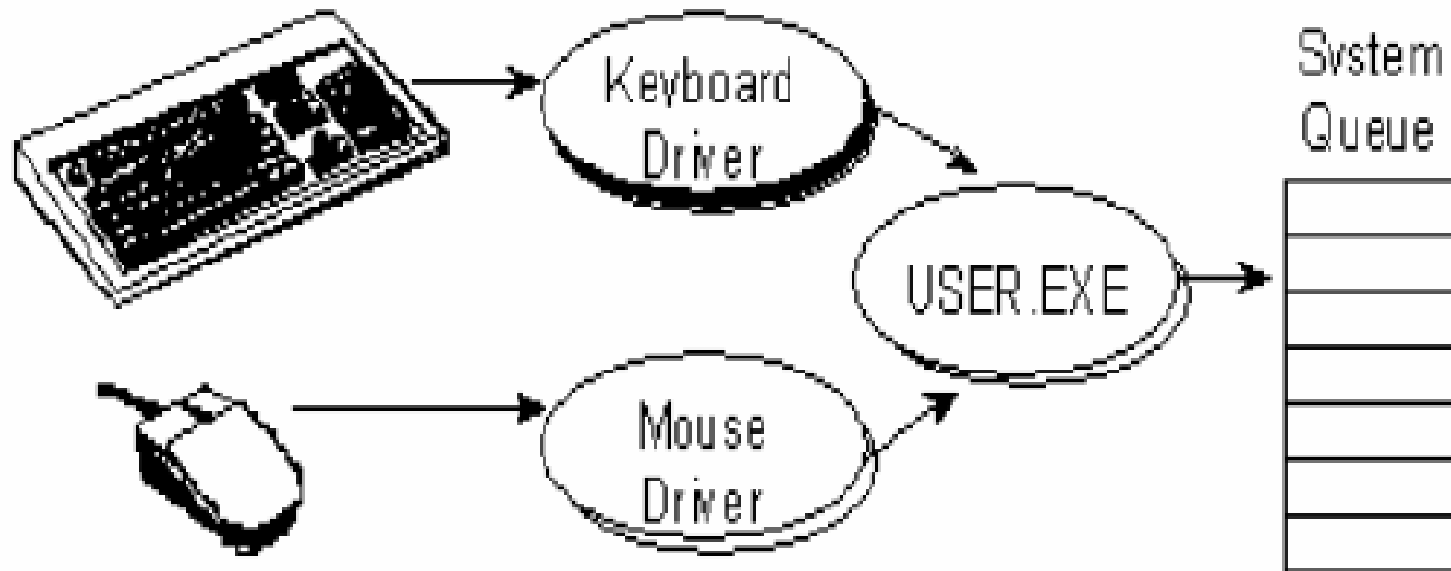 Keyboard
Driver
System
Queue
USER.EXE
Mouse
Driver